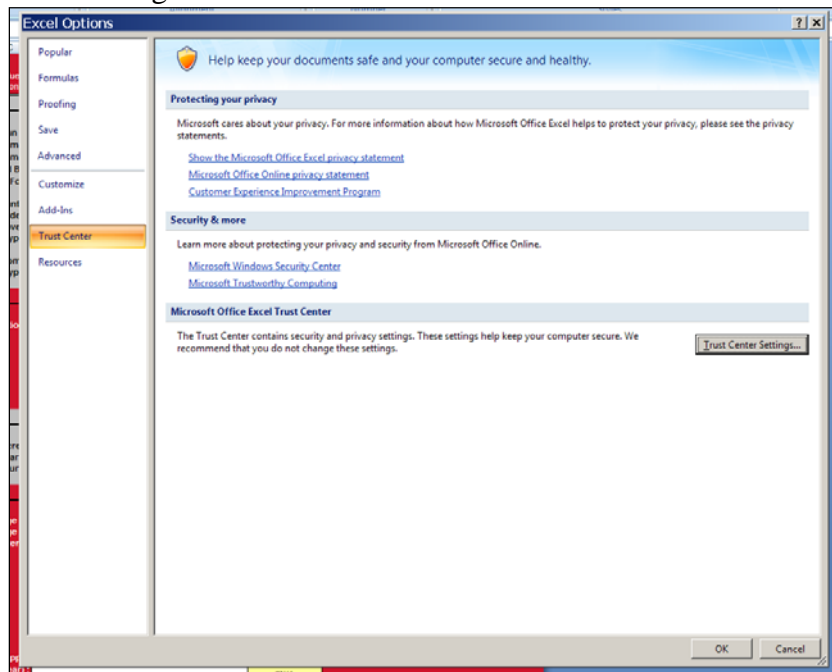 Excel Options
Popular
Formulas
Proofing
Save
Advanced
Customize
Add-Ins
Trust Center
Resources
Help keep your documents safe and your computer secure and healthy.
Protecting your privacy
Microsoft cares about your privacy. For more information about how Microsoft Office Excel helps to protect your privacy, please see the privacy
statements.
Show the Microsoft Office Excel privacy statement
Microsoft Office Online privacy statement
Customer Experience Improvement Program
Security & more
Learn more about protecting your privacy and security from Microsoft Office Online.
Microsoft Windows Security Center
Microsoft Trustworthy Computing
Microsoft Office Excel Trust Center
The Trust Center contains security and privacy settings. These settings help keep your computer secure. We
recommend that you do not change these settings.
Trust Center Settings...
OK
Cancel